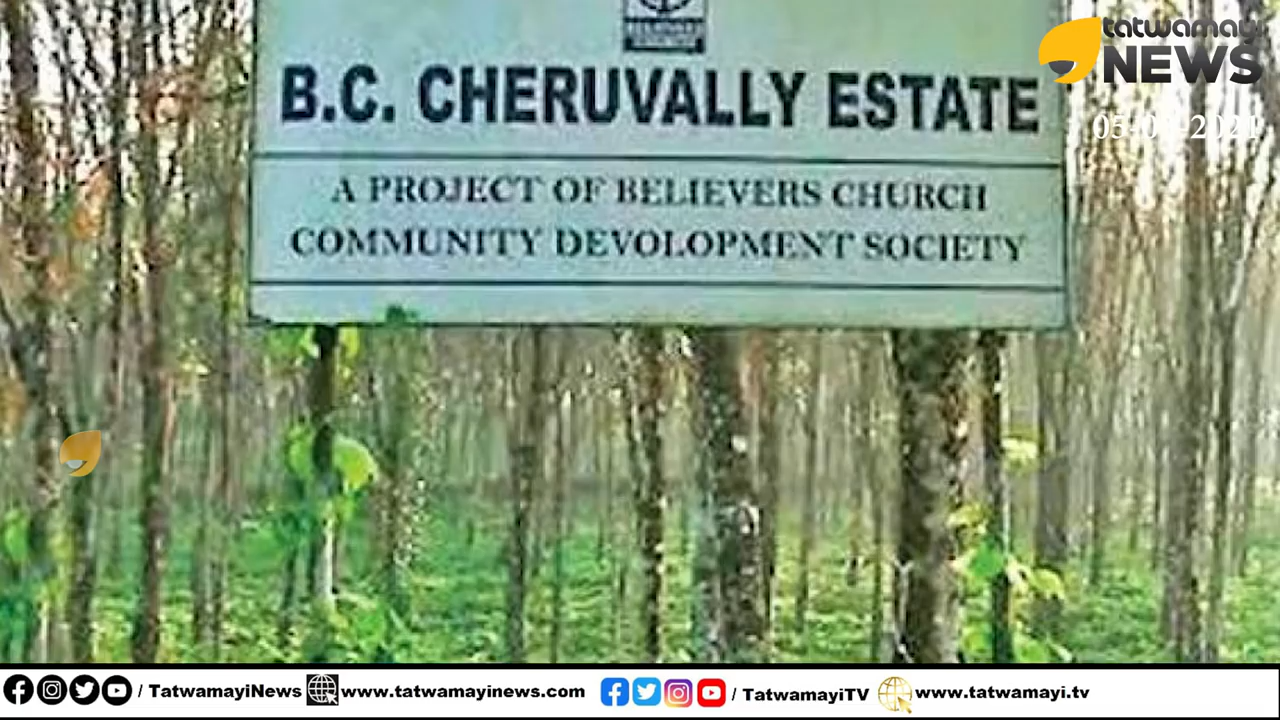 tatwamayi
NEWS
B.C. CHERUVALLY ESTATE
A PROJECT OF BELIEVERS CHURCH
COMMUNITY DEVOLOPMENT SOCIETY
/ TatwamayiNews www.tatwamayinews.com / TatwamayiTV www.tatwamayi.tv